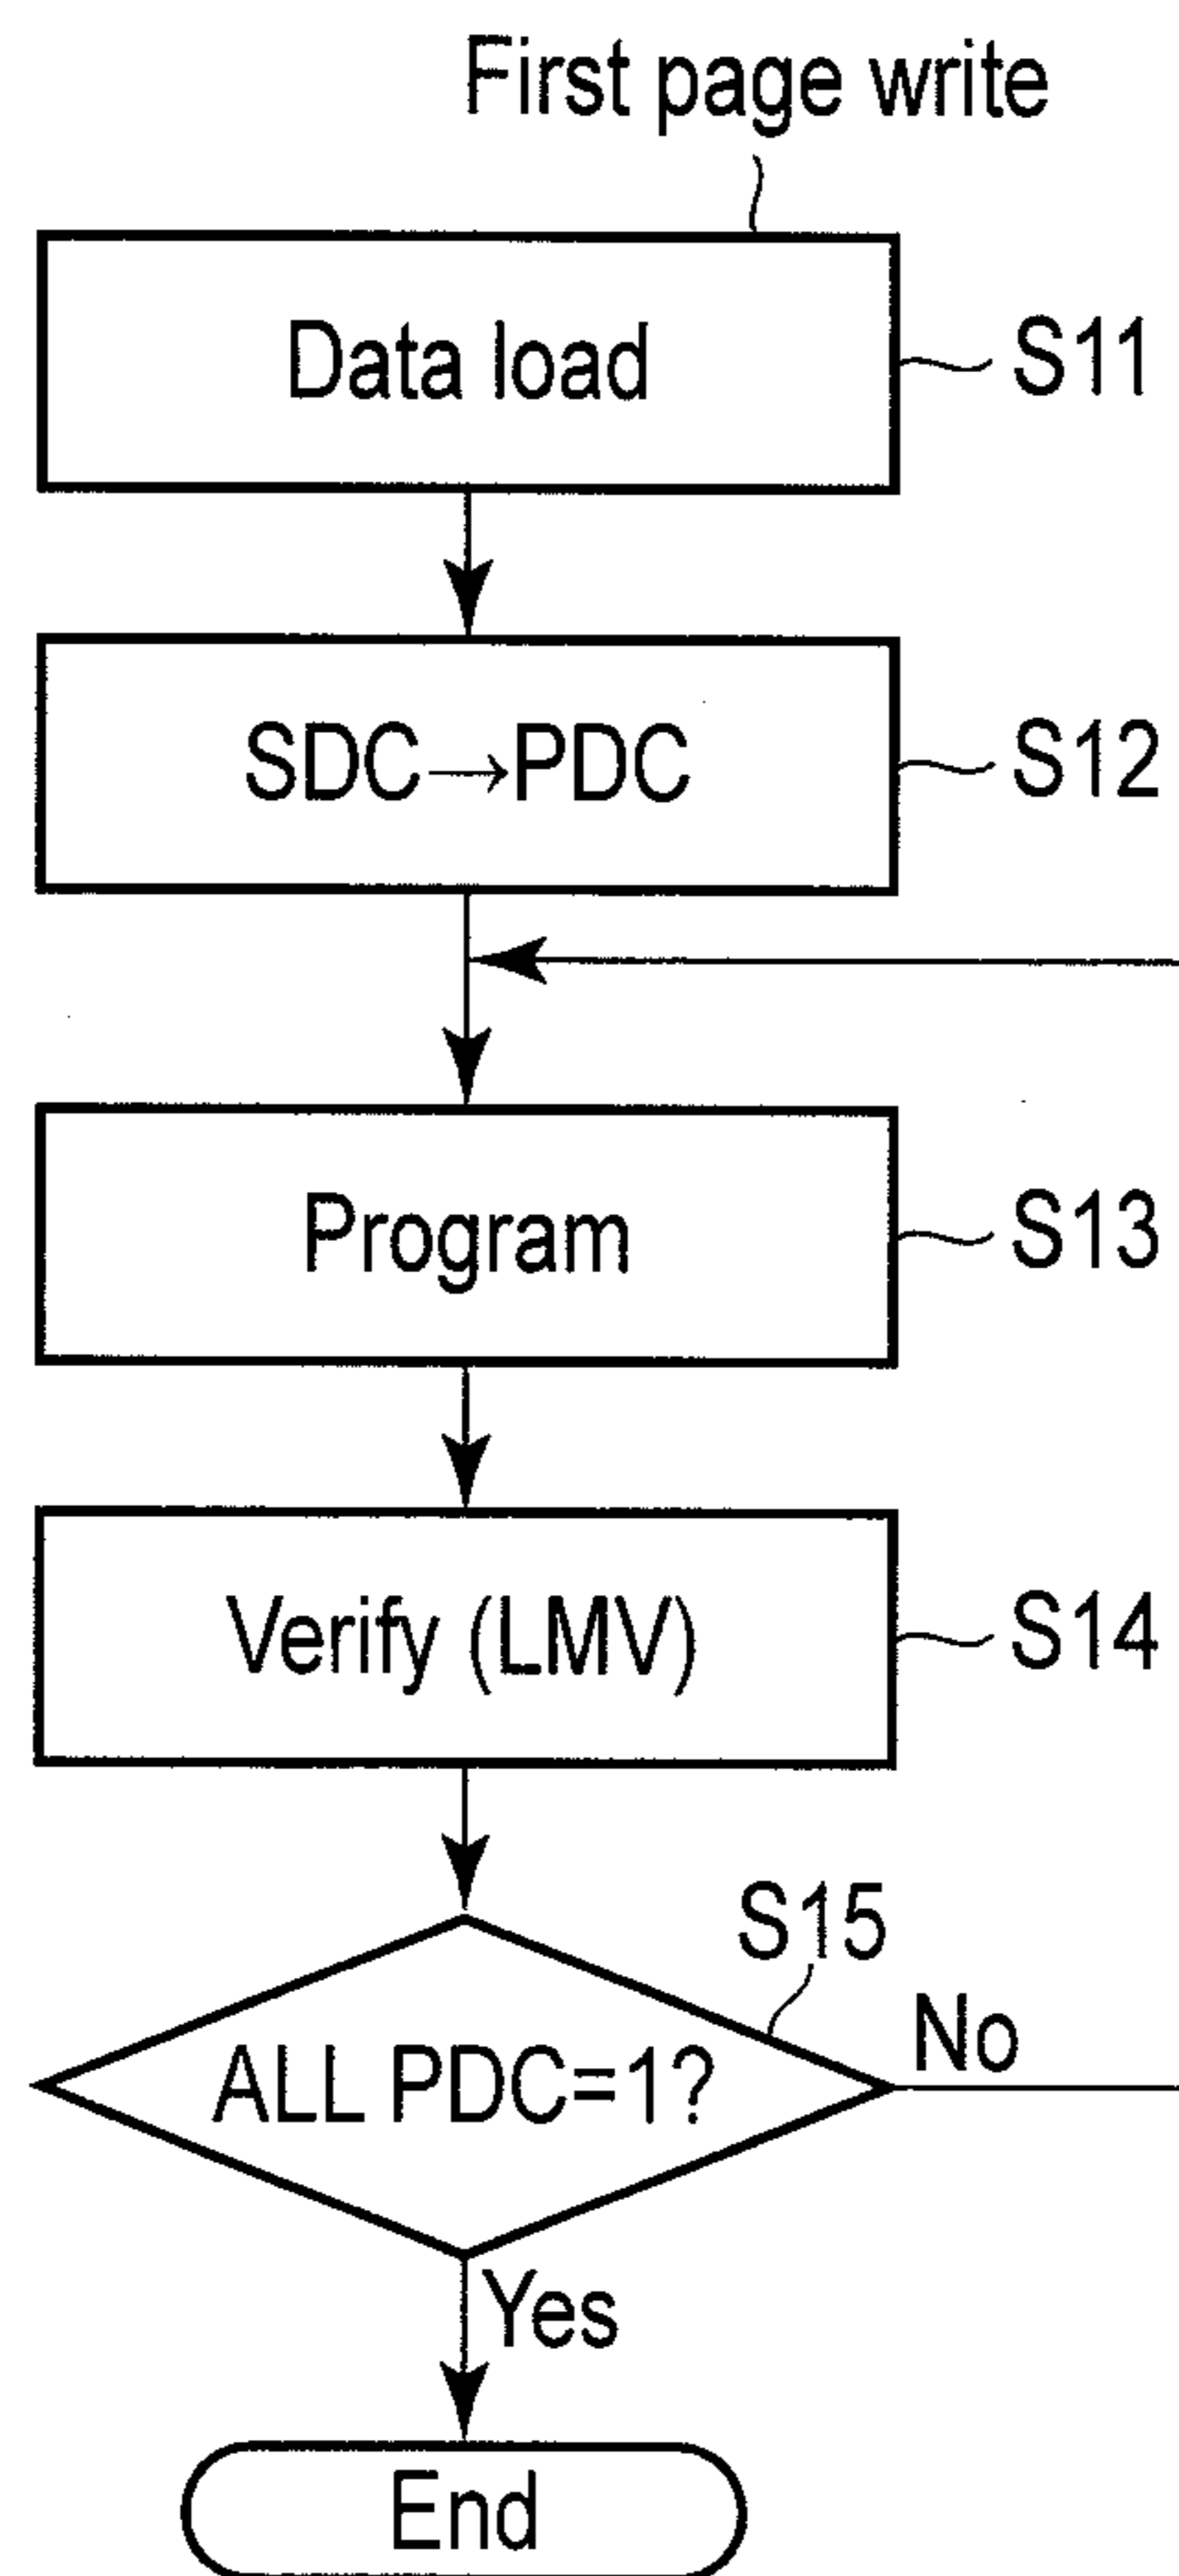 First page write
Data load
S11
SDC→PDC
S12
Program
S13
Verify (LMV)
S14
S15
ALL PDC=1?
No
Yes
End